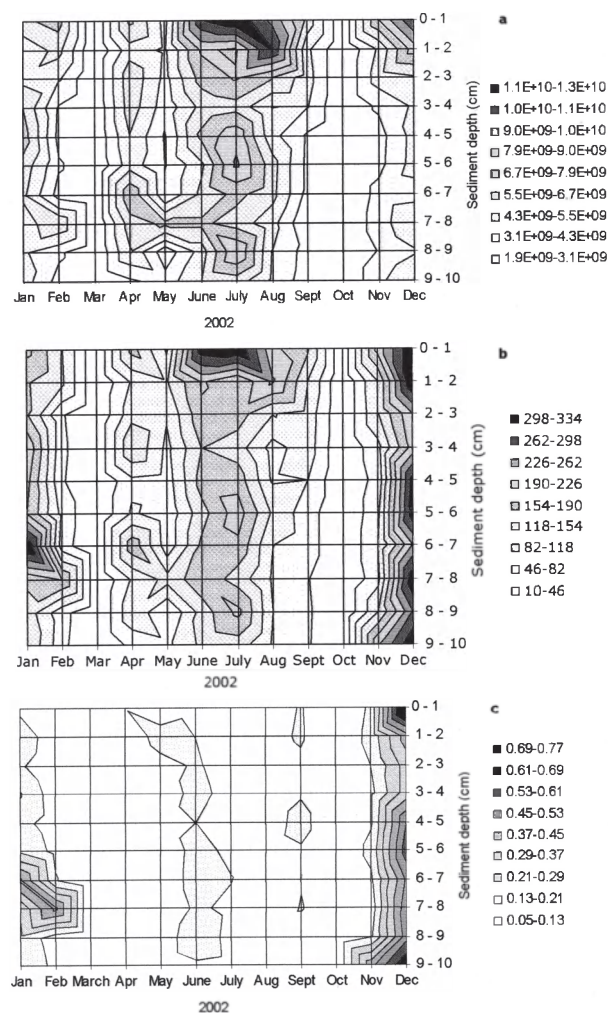 a
0 - 1
1 - 2
2 - 3
3 - 4
4 - 5
5 - 6
6 - 7
7 - 8
8 - 9
9 - 10
Sediment depth (cm)
1.1E+10-1.3E+10
1.0E+10-1.1E+10
9.0E+09-1.0E+10
7.9E+09-9.0E+09
6.7E+09-7.9E+09
5.5E+09-6.7E+09
4.3E+09-5.5E+09
3.1E+09-4.3E+09
1.9E+09-3.1E+09
Jan Feb Mar Apr May June July Aug Sept Oct Nov Dec
2002
b
0 - 1
1 - 2
2 - 3
3 - 4
4 - 5
5 - 6
6 - 7
7 - 8
8 - 9
9 - 10
Sediment depth (cm)
298-334
262-298
226-262
190-226
154-190
118-154
82-118
46-82
10-46
Jan Feb Mar Apr May June July Aug Sept Oct Nov Dec
2002
c
0 - 1
1 - 2
2 - 3
3 - 4
4 - 5
5 - 6
6 - 7
7 - 8
8 - 9
9 - 10
Sediment depth (cm)
0.69-0.77
0.61-0.69
0.53-0.61
0.45-0.53
0.37-0.45
0.29-0.37
0.21-0.29
0.13-0.21
0.05-0.13
Jan Feb March Apr May June July Aug Sept Oct Nov Dec
2002